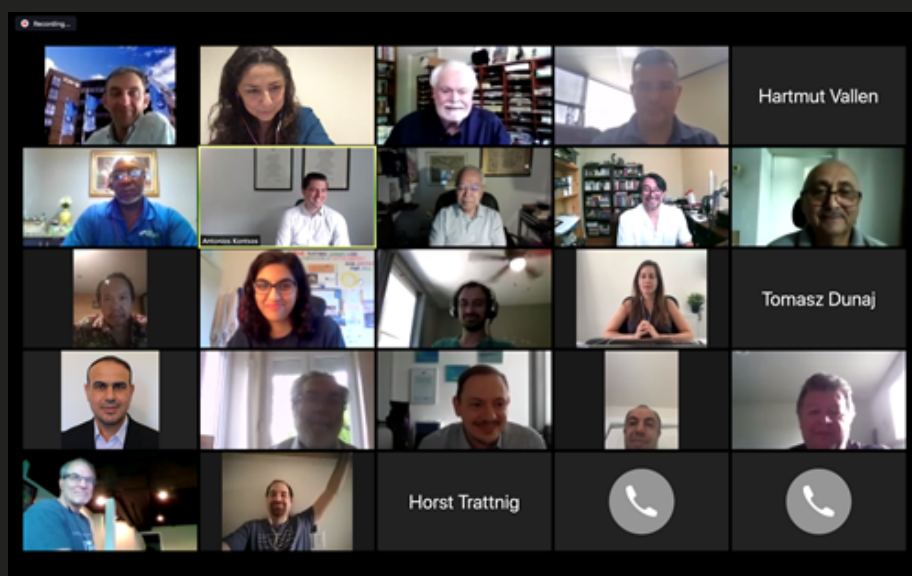 Recording...
Hartmut Vallen
Antonios Kontsos
Tomasz Dunaj
Horst Trattnig